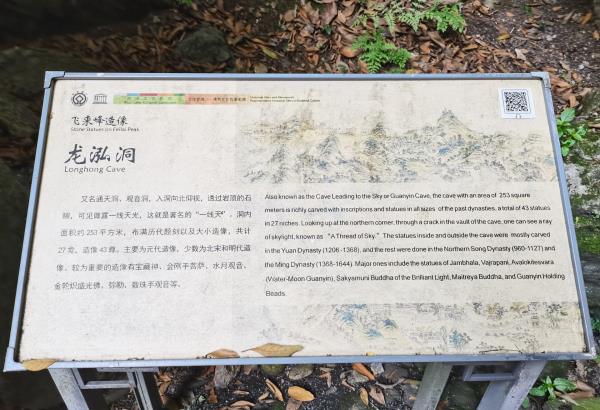 飞来峰造像
Stone Statues on Feilai Peak
龙泓洞
Longhong Cave
又名通天洞、观音洞，入洞向北仰视，透过岩顶的石
隙，可见微露一线天光，这就是著名的“一线天”。洞内
面积约253平方米，布满历代题刻以及大小造像，共计
27龛，造像43尊。主要为元代造像，少数为北宋和明代造
像，较为重要的造像有宝藏神、金刚手菩萨、水月观音、
金轮炽盛光佛、弥勒、数珠手观音等。
Also known as the Cave Leading to the Sky or Guanyin Cave, the cave with an area of 253 square
meters is richly carved with inscriptions and statues in all sizes of the past dynasties, a total of 43 statues
in 27 niches. Looking up at the northern corner, through a crack in the vault of the cave, one can see a ray
of skylight, known as “A Thread of Sky.” The statues inside and outside the cave were mostly carved
in the Yuan Dynasty (1206-1368), and the rest were done in the Northern Song Dynasty (960-1127) and
the Ming Dynasty (1368-1644). Major ones include the statues of Jambhala, Vajrapani, Avalokitesvara
(Water-Moon Guanyin), Sakyamuni Buddha of the Brilliant Light, Maitreya Buddha, and Guanyin Holding
Beads.